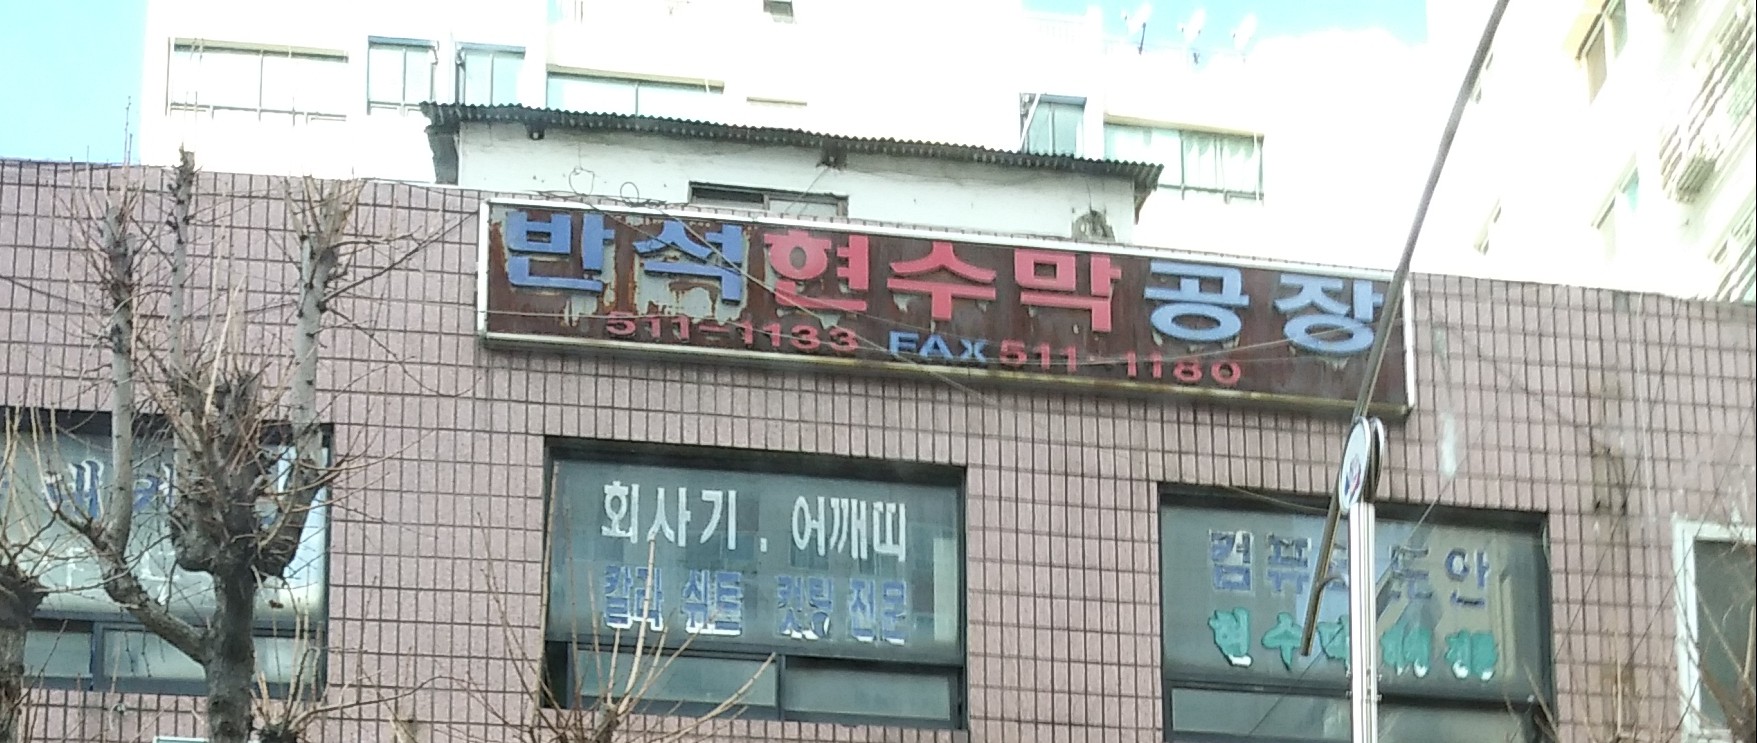 반석현수막공장
511-1133 FAX 511-1180
회사기. 어깨띠
칼라 쉬트 컷팅 전문
컴퓨터도안
현수막